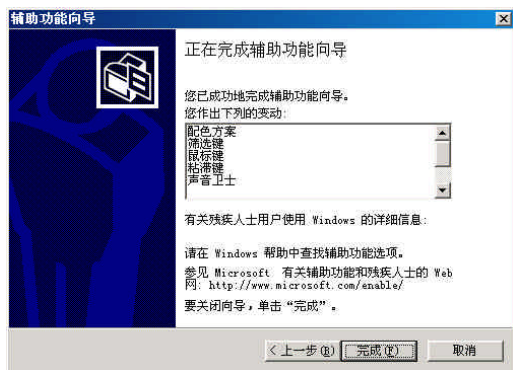 辅助功能向导
正在完成辅助功能向导
您已成功地完成辅助功能向导。
您作出下列的变动:
配色方案
筛选键
鼠标键
粘滞键
声音卫士
有关残疾人士用户使用 Windows 的详细信息:
请在 Windows 帮助中查找辅助功能选项。
参见 Microsoft 有关辅助功能和残疾人士的 Web
网: http://www.microsoft.com/enable/
要关闭向导，单击“完成”。
< 上一步(B)
完成(F)
取消